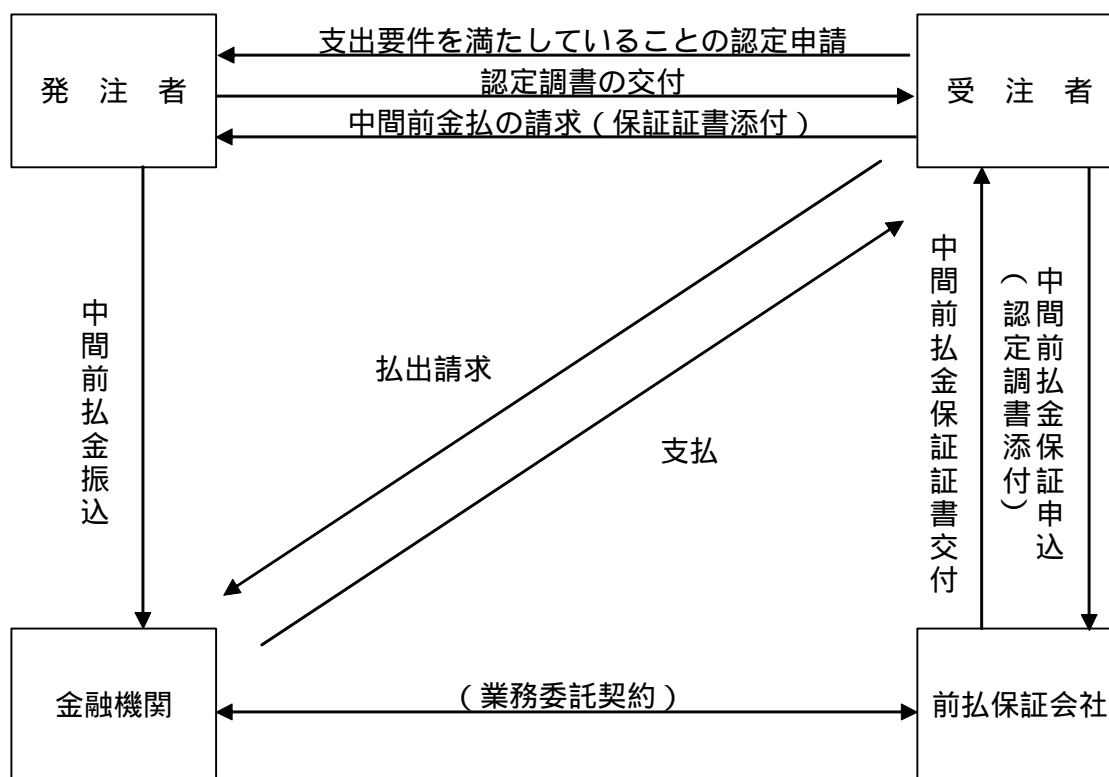 支出要件を満たしていることの認定申請
発　注　者
認定調書の交付
受　注　者
中間前金払の請求（保証証書添付）
中間前払金振込
払出請求
支払
中間前払金保証証書交付
中間前払金保証申込
（認定調書添付）
金融機関
（業務委託契約）
前払保証会社